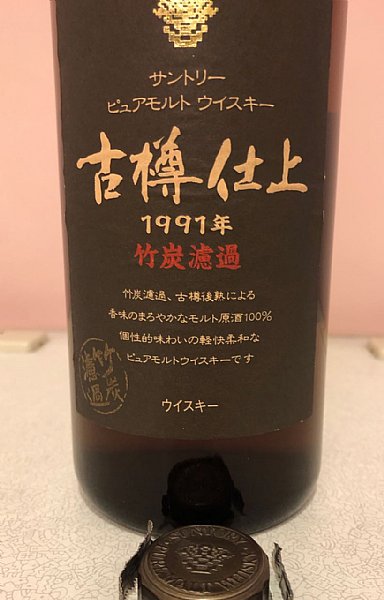 サントリー
ピュアモルト ウイスキー
古樽仕上
1991年
竹炭濾過
竹炭濾過、古樽後熟による
香味のまろやかなモルト原酒100%
個性的味わいの軽快柔和な
ピュアモルトウイスキーです
竹炭
濾過
ウイスキー
SUNTORY